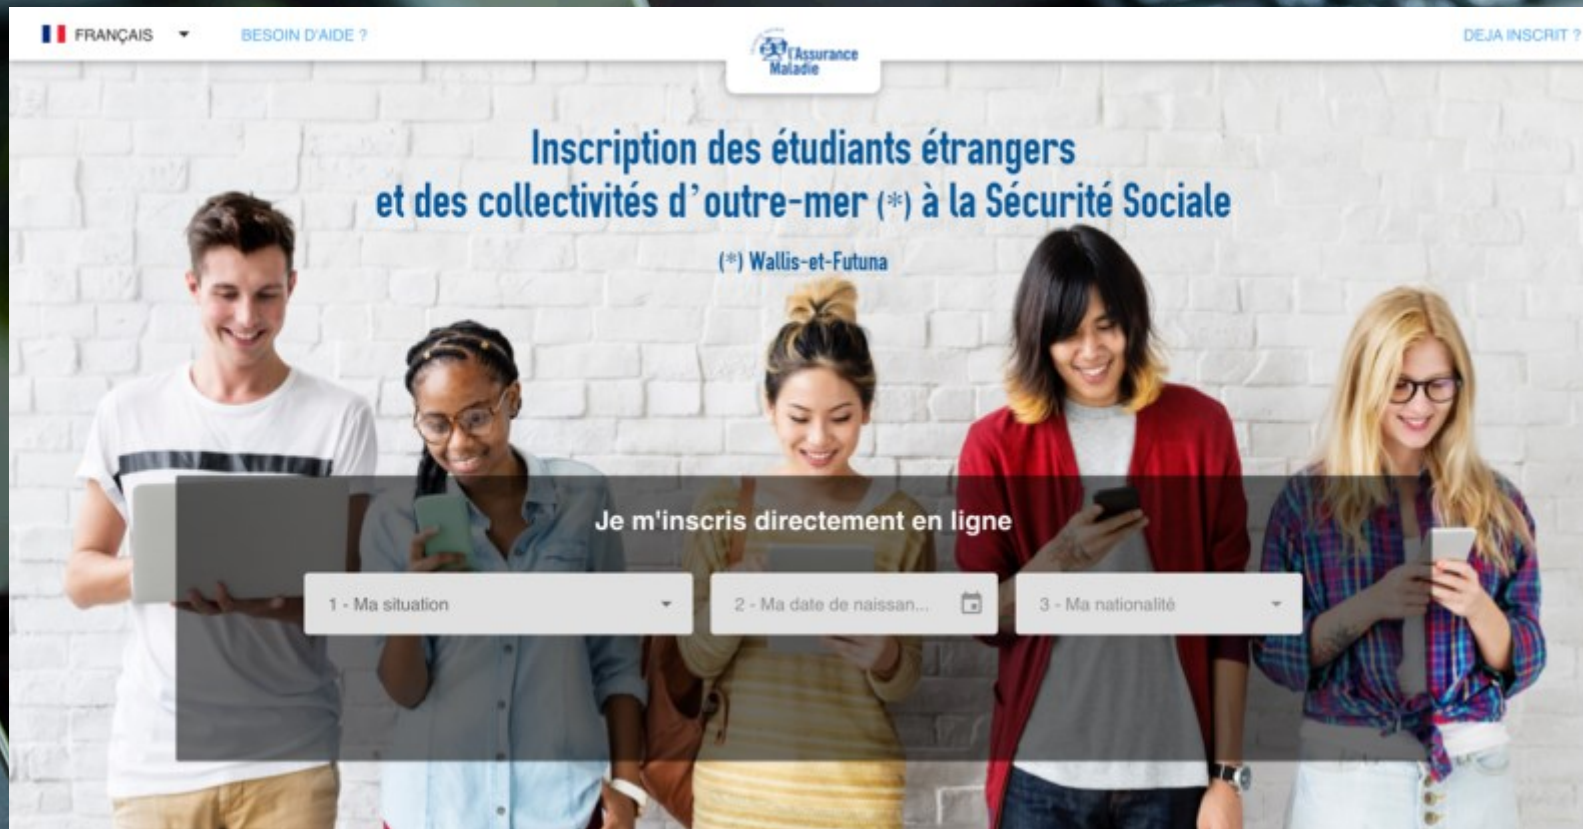 FRANÇAIS
BESOIN D'AIDE ?
l'Assurance
Maladie
DEJA INSCRIT ?
Inscription des étudiants étrangers
et des collectivités d'outre-mer (*) à la Sécurité Sociale
(*) Wallis-et-Futuna
Je m'inscris directement en ligne
1 - Ma situation
2 - Ma date de naissan...
3 - Ma nationalité